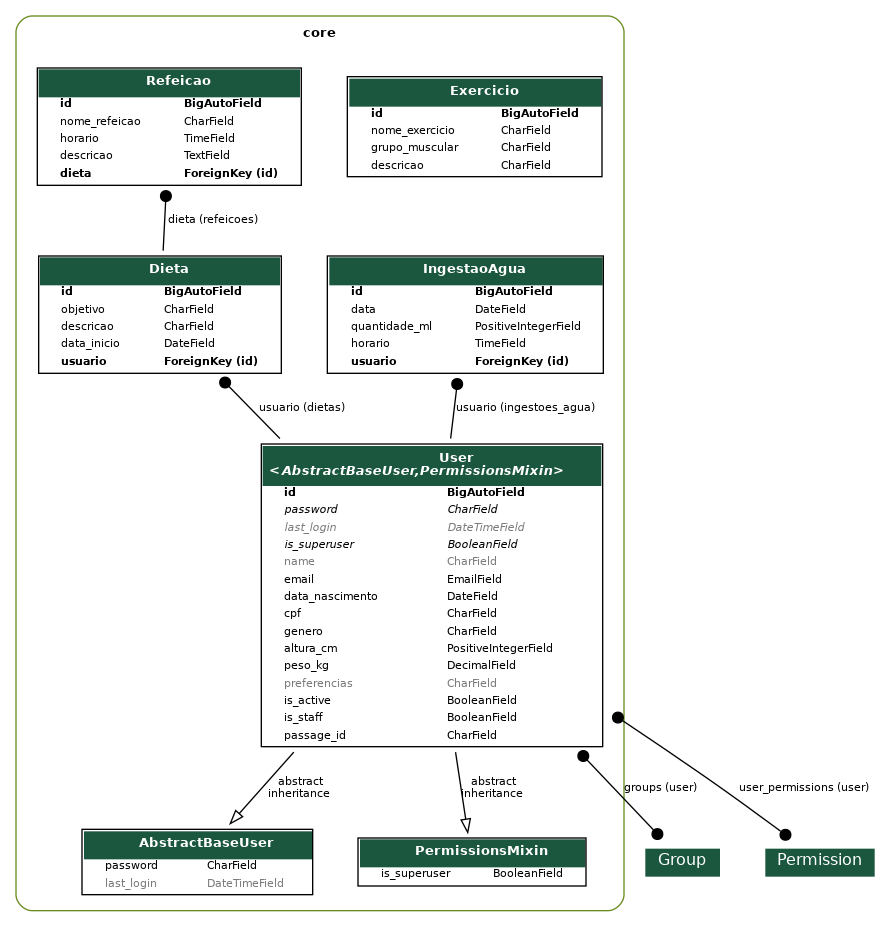 core
Refeicao
id BigAutoField
nome_refeicao CharField
horario TimeField
descricao TextField
dieta ForeignKey (id)
Exercicio
id BigAutoField
nome_exercicio CharField
grupo_muscular CharField
descricao CharField
dieta (refeicoes)
Dieta
id BigAutoField
objetivo CharField
descricao CharField
data_inicio DateField
usuario ForeignKey (id)
IngestaoAgua
id BigAutoField
data DateField
quantidade_ml PositiveIntegerField
horario TimeField
usuario ForeignKey (id)
usuario (dietas)
usuario (ingestoes_agua)
User
<AbstractBaseUser,PermissionsMixin>
id BigAutoField
password CharField
last_login DateTimeField
is_superuser BooleanField
name CharField
email EmailField
data_nascimento DateField
cpf CharField
genero CharField
altura_cm PositiveIntegerField
peso_kg DecimalField
preferencias CharField
is_active BooleanField
is_staff BooleanField
passage_id CharField
abstract
inheritance
abstract
inheritance
groups (user)
user_permissions (user)
AbstractBaseUser
password CharField
last_login DateTimeField
PermissionsMixin
is_superuser BooleanField
Group
Permission